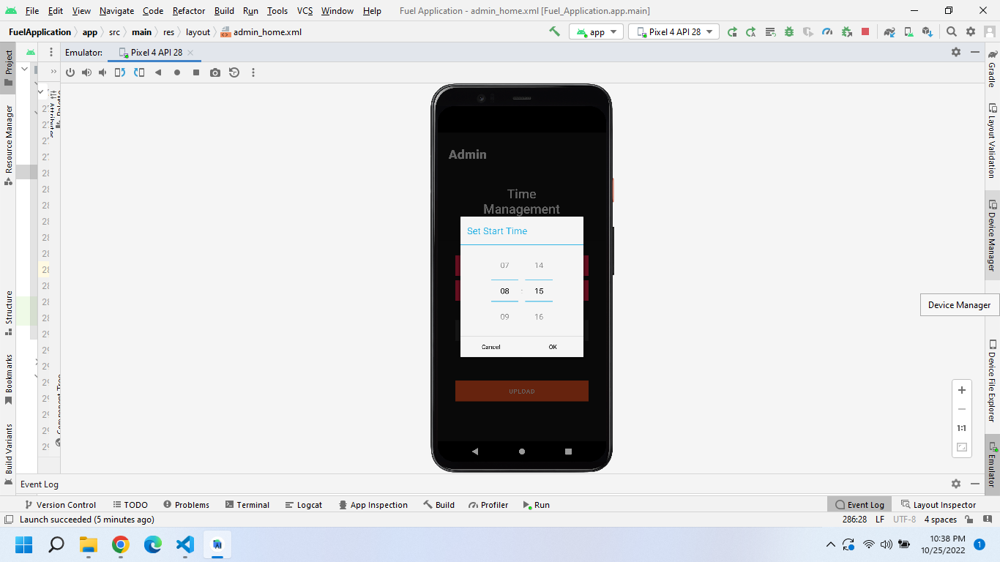 File Edit View Navigate Code Refactor Build Run Tools VCS Window Help Fuel Application - admin_home.xml [Fuel_Application.app.main]
FuelApplication app src main res layout admin_home.xml app Pixel 4 API 28
Emulator: Pixel 4 API 28
Project
Resource Manager
Structure
Bookmarks
Build Variants
Attributes
Component Tree
Admin
Time
Management
Set Start Time
07 14
08 : 15
09 16
Cancel OK
UPLOAD
Gradle
Layout Validation
Device Manager
Device Manager
Device File Explorer
Emulator
1:1
Event Log
Version Control TODO Problems Terminal Logcat App Inspection Build Profiler Run Event Log Layout Inspector
Launch succeeded (5 minutes ago) 286:28 LF UTF-8 4 spaces
10:38 PM
10/25/2022
1